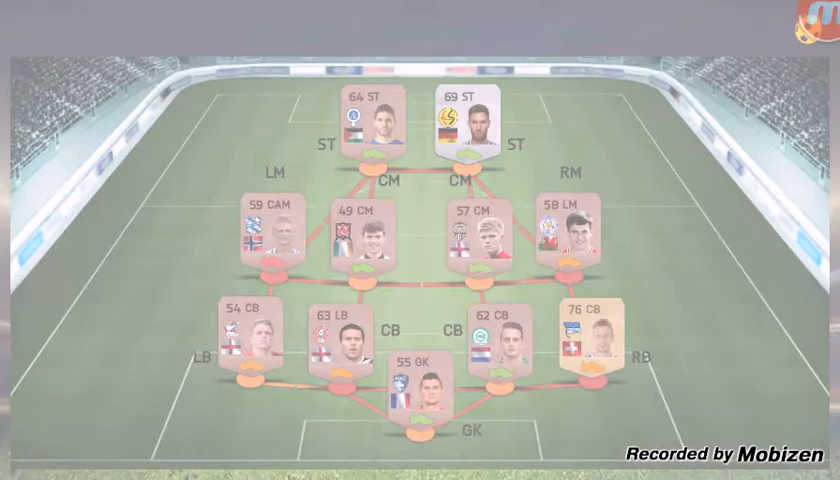 64 ST
69 ST
ST
ST
LM
CM
CM
RM
59 CAM
49 CM
57 CM
58 LM
54 CB
63 LB
62 CB
76 CB
CB
CB
LB
RB
55 GK
GK
Recorded by Mobizen